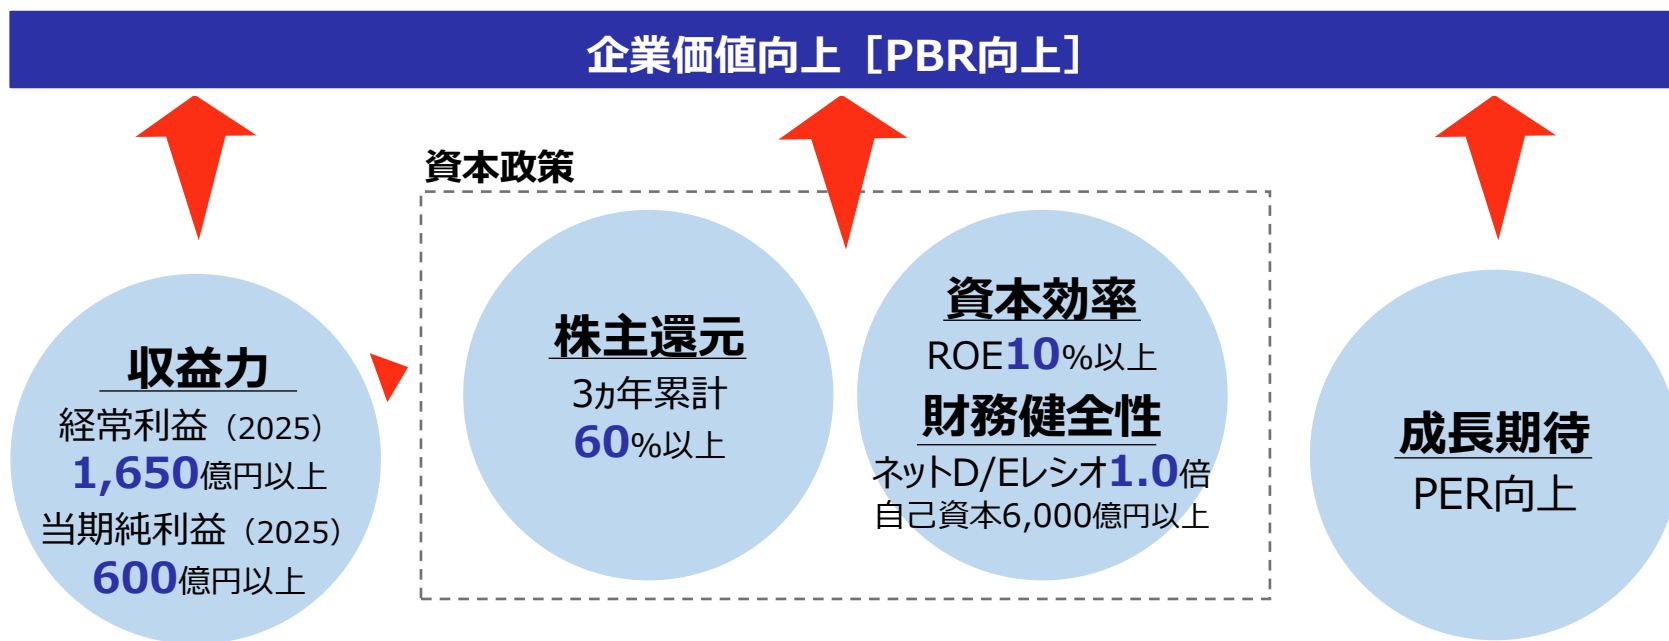 企業価値向上［PBR向上］
資本政策
収益力
経常利益（2025）
1,650億円以上
当期純利益（2025）
600億円以上
株主還元
3ヵ年累計
60%以上
資本効率
ROE10%以上
財務健全性
ネットD/Eレシオ1.0倍
自己資本6,000億円以上
成長期待
PER向上